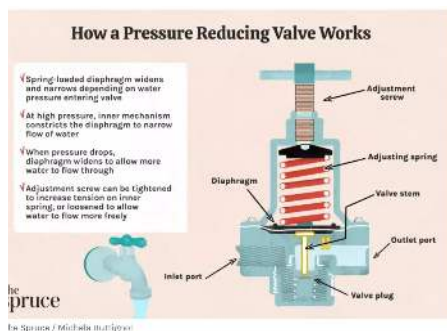 How a Pressure Reducing Valve Works
Spring-loaded diaphragm widens
and narrows depending on water
pressure entering valve
At high pressure, inner mechanism
constricts the diaphragm to narrow
flow of water
When pressure drops,
diaphragm widens to allow more
water to flow through
Adjustment screw can be tightened
to increase tension on inner
spring, or loosened to allow
water to flow more freely
Adjustment
screw
Adjusting spring
Diaphragm
Valve stem
Outlet port
Inlet port
Valve plug
he
spruce
he Spruce / Michela Buttignol